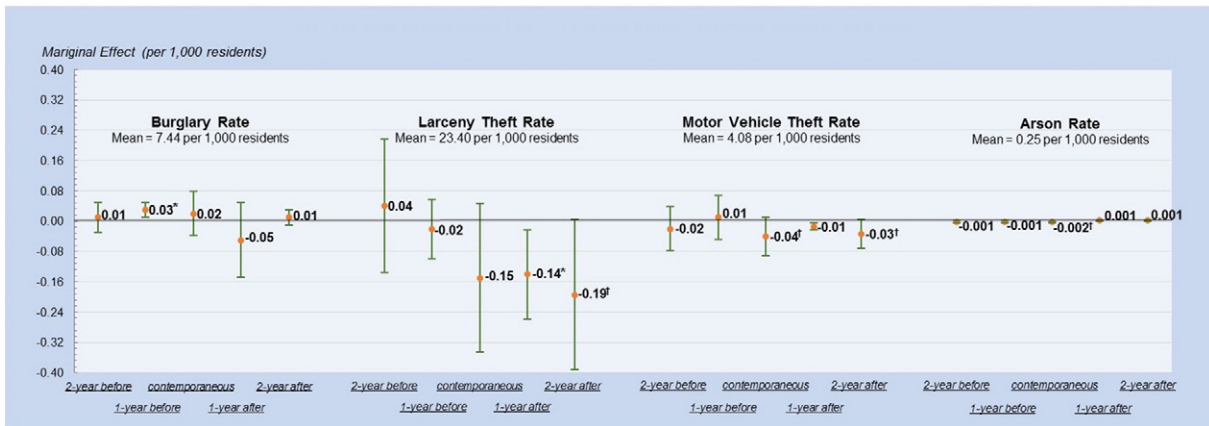 Mariginal Effect (per 1,000 residents)
0.40
0.32
0.24
0.16
0.08
0.00
-0.08
-0.16
-0.24
-0.32
-0.40
Burglary Rate
Mean = 7.44 per 1,000 residents
0.01
0.03*
0.02
-0.05
0.01
Larceny Theft Rate
Mean = 23.40 per 1,000 residents
0.04
-0.02
-0.15
-0.14*
-0.19†
Motor Vehicle Theft Rate
Mean = 4.08 per 1,000 residents
-0.02
0.01
-0.04†
-0.01
-0.03†
Arson Rate
Mean = 0.25 per 1,000 residents
-0.001
-0.001
-0.002†
0.001
0.001
2-year before contemporaneous 2-year after 2-year before contemporaneous 2-year after 2-year before contemporaneous 2-year after 2-year before contemporaneous 2-year after
1-year before 1-year after 1-year before 1-year after 1-year before 1-year after 1-year before 1-year after